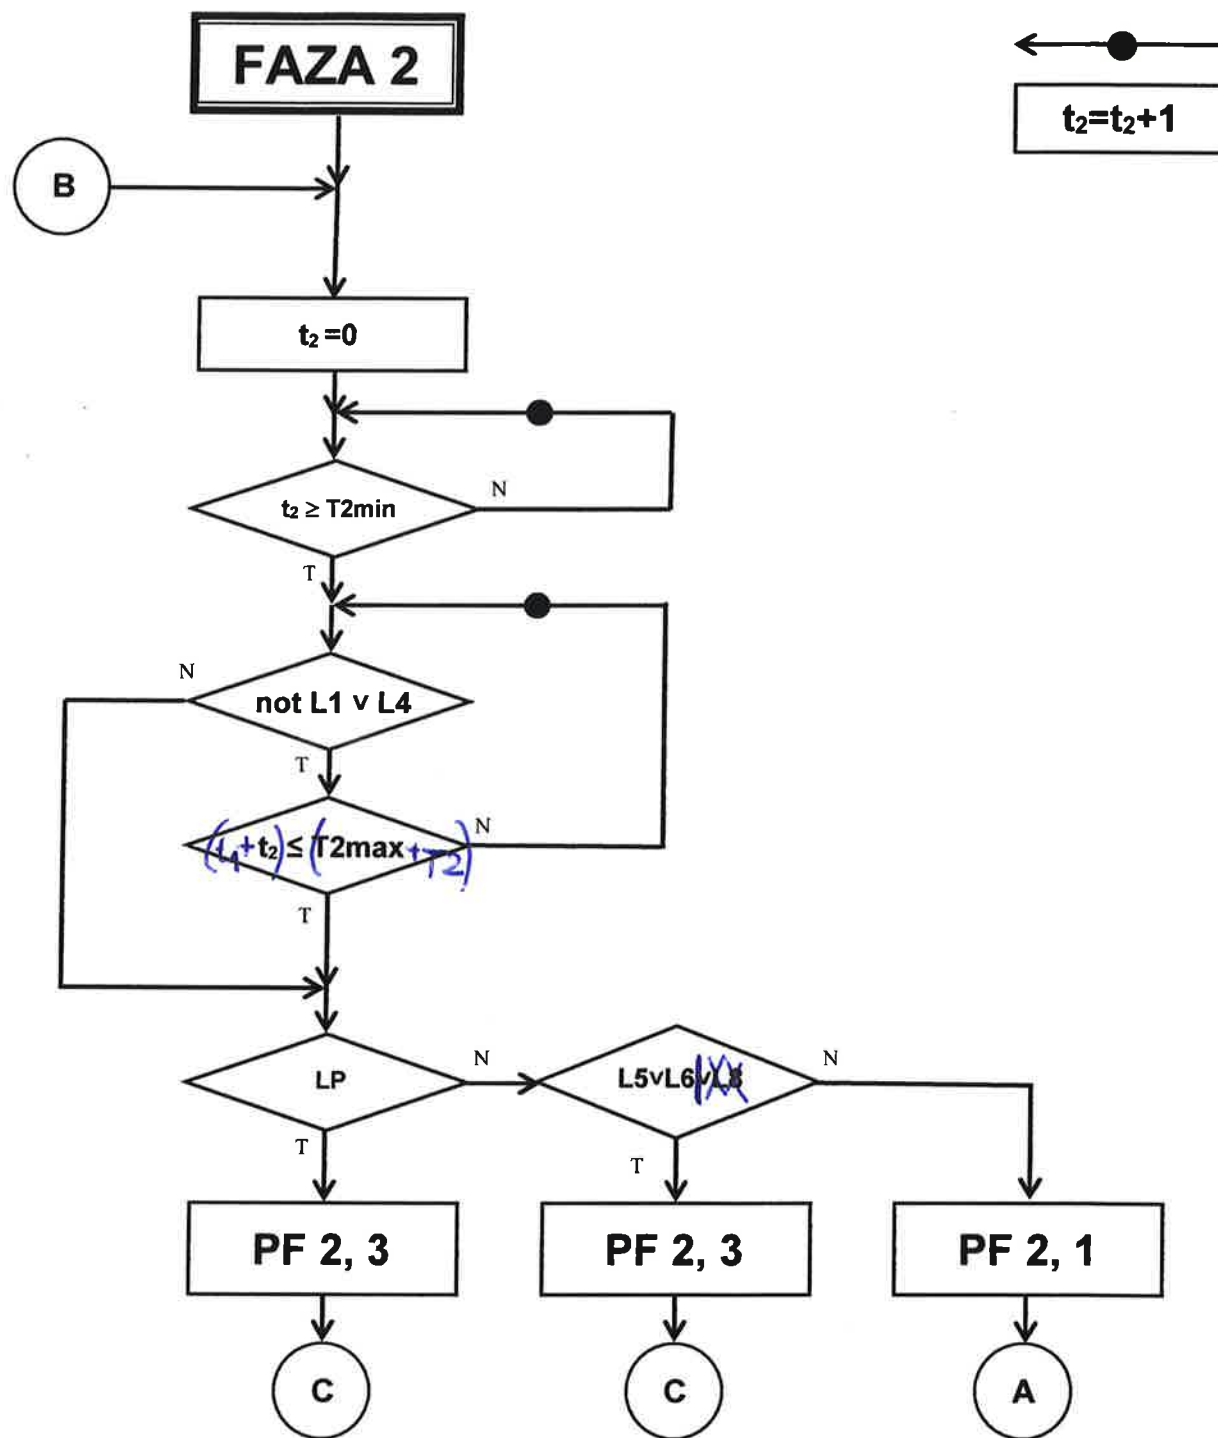 FAZA 2
t₂=t₂+1
B
t₂ =0
t₂ ≥ T2min
N
T
N
not L1 v L4
T
(t₁+t₂) ≤ (T2max+T2)
N
T
LP
N
L5vL6
N
T
T
PF 2, 3
PF 2, 3
PF 2, 1
C
C
A